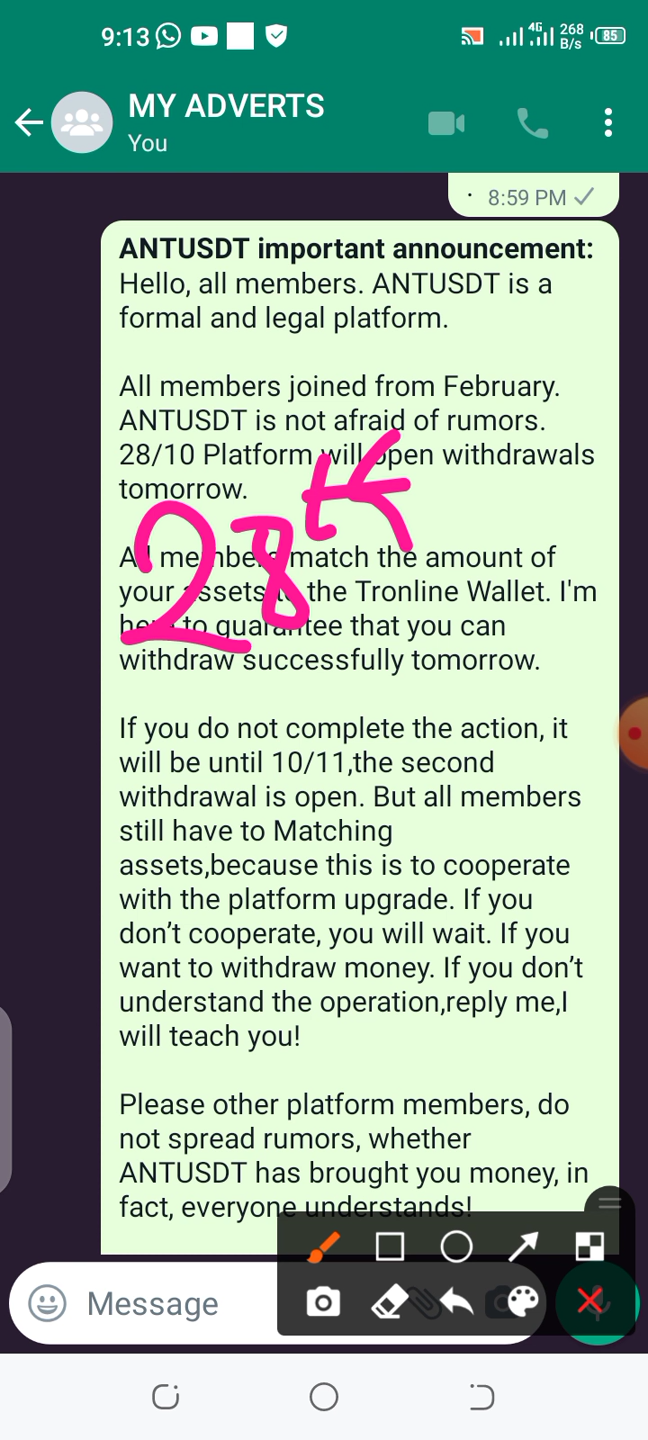 9:13
4G
268
B/s
85
MY ADVERTS
You
8:59 PM
ANTUSDT important announcement:
Hello, all members. ANTUSDT is a
formal and legal platform.
All members joined from February.
ANTUSDT is not afraid of rumors.
28/10 Platform will open withdrawals
tomorrow.
28th
All members match the amount of
your assets to the Tronline Wallet. I'm
here to guarantee that you can
withdraw successfully tomorrow.
If you do not complete the action, it
will be until 10/11,the second
withdrawal is open. But all members
still have to Matching
assets,because this is to cooperate
with the platform upgrade. If you
don't cooperate, you will wait. If you
want to withdraw money. If you don't
understand the operation,reply me,I
will teach you!
Please other platform members, do
not spread rumors, whether
ANTUSDT has brought you money, in
fact, everyone understands!
Message